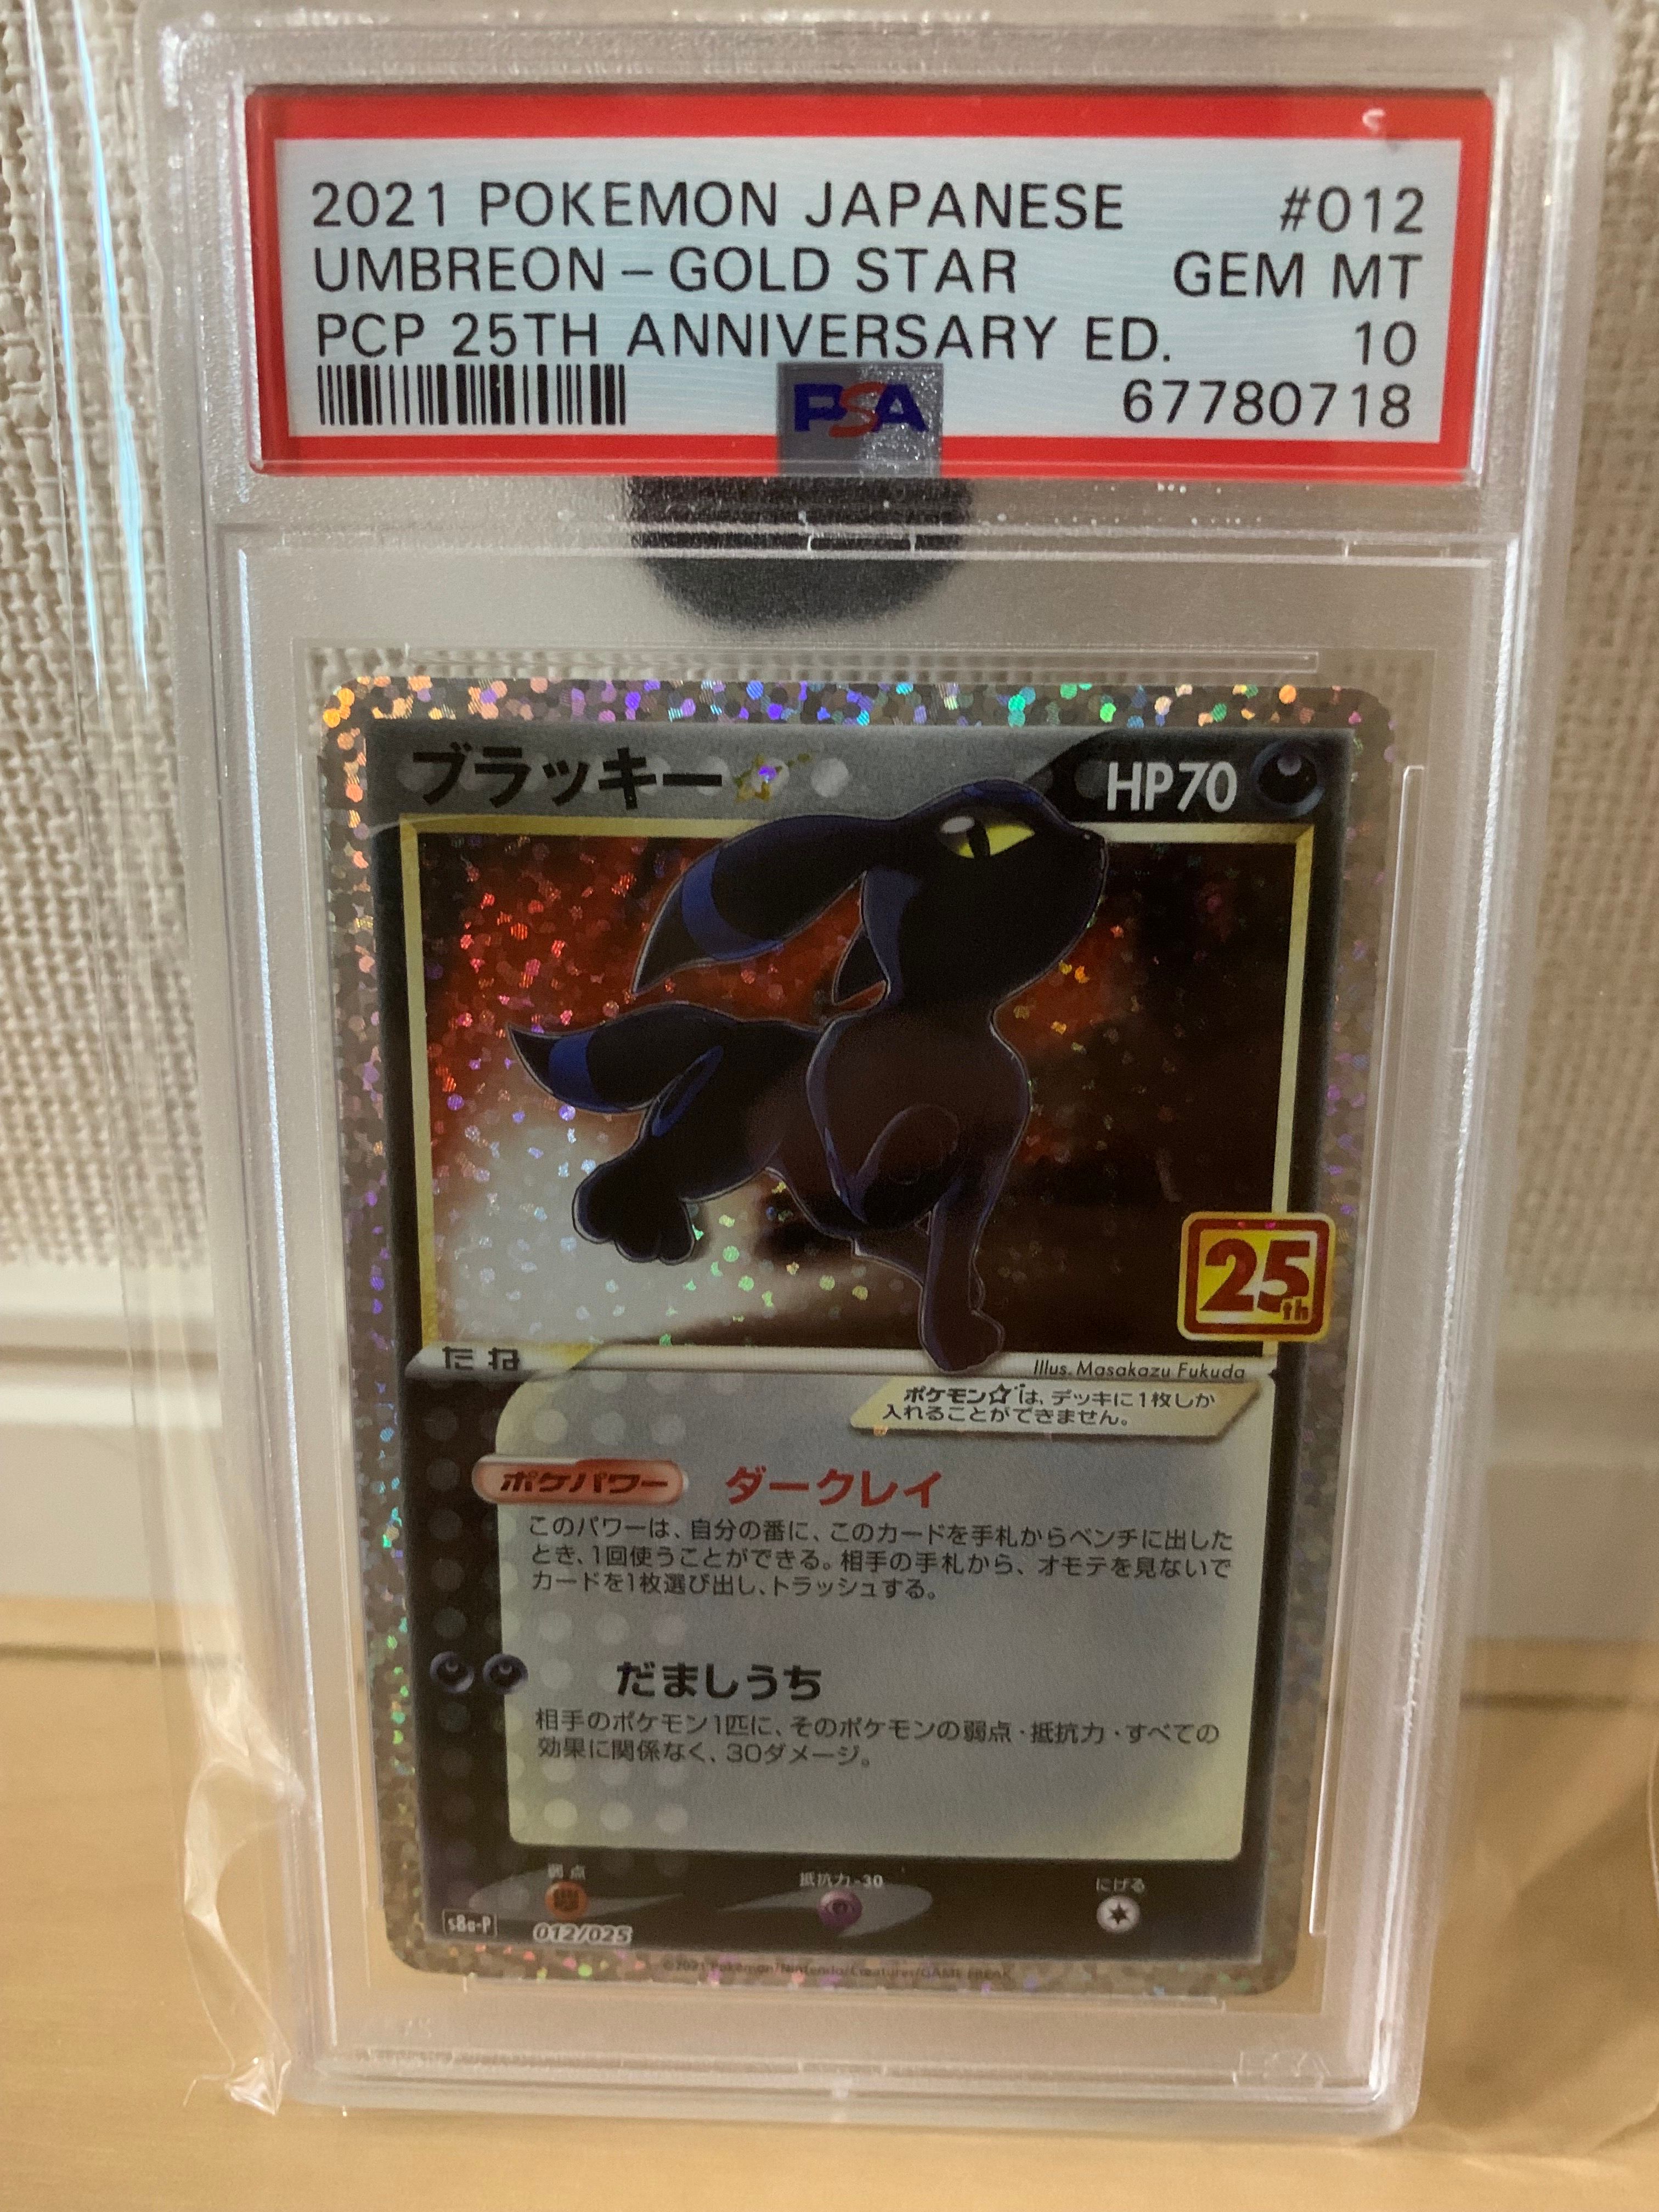 2021 POKEMON JAPANESE #012
UMBREON - GOLD STAR GEM MT
PCP 25TH ANNIVERSARY ED. 10
PSA 67780718
ブラッキー☆ HP70
25th
たね
Illus. Masakazu Fukuda
ポケモン☆は、デッキに1枚しか
入れることができません。
ポケパワー ダークレイ
このパワーは、自分の番に、このカードを手札からベンチに出した
とき、1回使うことができる。相手の手札から、オモテを見ないで
カードを1枚選び出し、トラッシュする。
だましうち
相手のポケモン1匹に、そのポケモンの弱点・抵抗力・すべての
効果に関係なく、30ダメージ。
弱点 抵抗力-30 にげる
s8a-P 012/025
©2021 Pokémon/Nintendo/Creatures/GAME FREAK